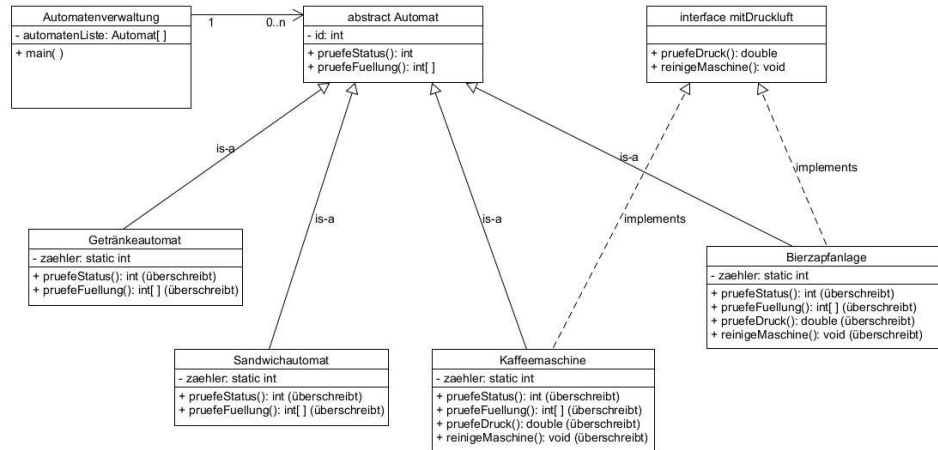 Automatenverwaltung
- automatenListe: Automat[ ]
+ main( )
1
0..n
abstract Automat
- id: int
+ pruefeStatus(): int
+ pruefeFuellung(): int[ ]
interface mitDruckluft
+ pruefeDruck(): double
+ reinigeMaschine(): void
is-a
is-a
is-a
is-a
implements
implements
Getränkeautomat
- zaehler: static int
+ pruefeStatus(): int (überschreibt)
+ pruefeFuellung(): int[ ] (überschreibt)
Bierzapfanlage
- zaehler: static int
+ pruefeStatus(): int (überschreibt)
+ pruefeFuellung(): int[ ] (überschreibt)
+ pruefeDruck(): double (überschreibt)
+ reinigeMaschine(): void (überschreibt)
Sandwichautomat
- zaehler: static int
+ pruefeStatus(): int (überschreibt)
+ pruefeFuellung(): int[ ] (überschreibt)
Kaffeemaschine
- zaehler: static int
+ pruefeStatus(): int (überschreibt)
+ pruefeFuellung(): int[ ] (überschreibt)
+ pruefeDruck(): double (überschreibt)
+ reinigeMaschine(): void (überschreibt)